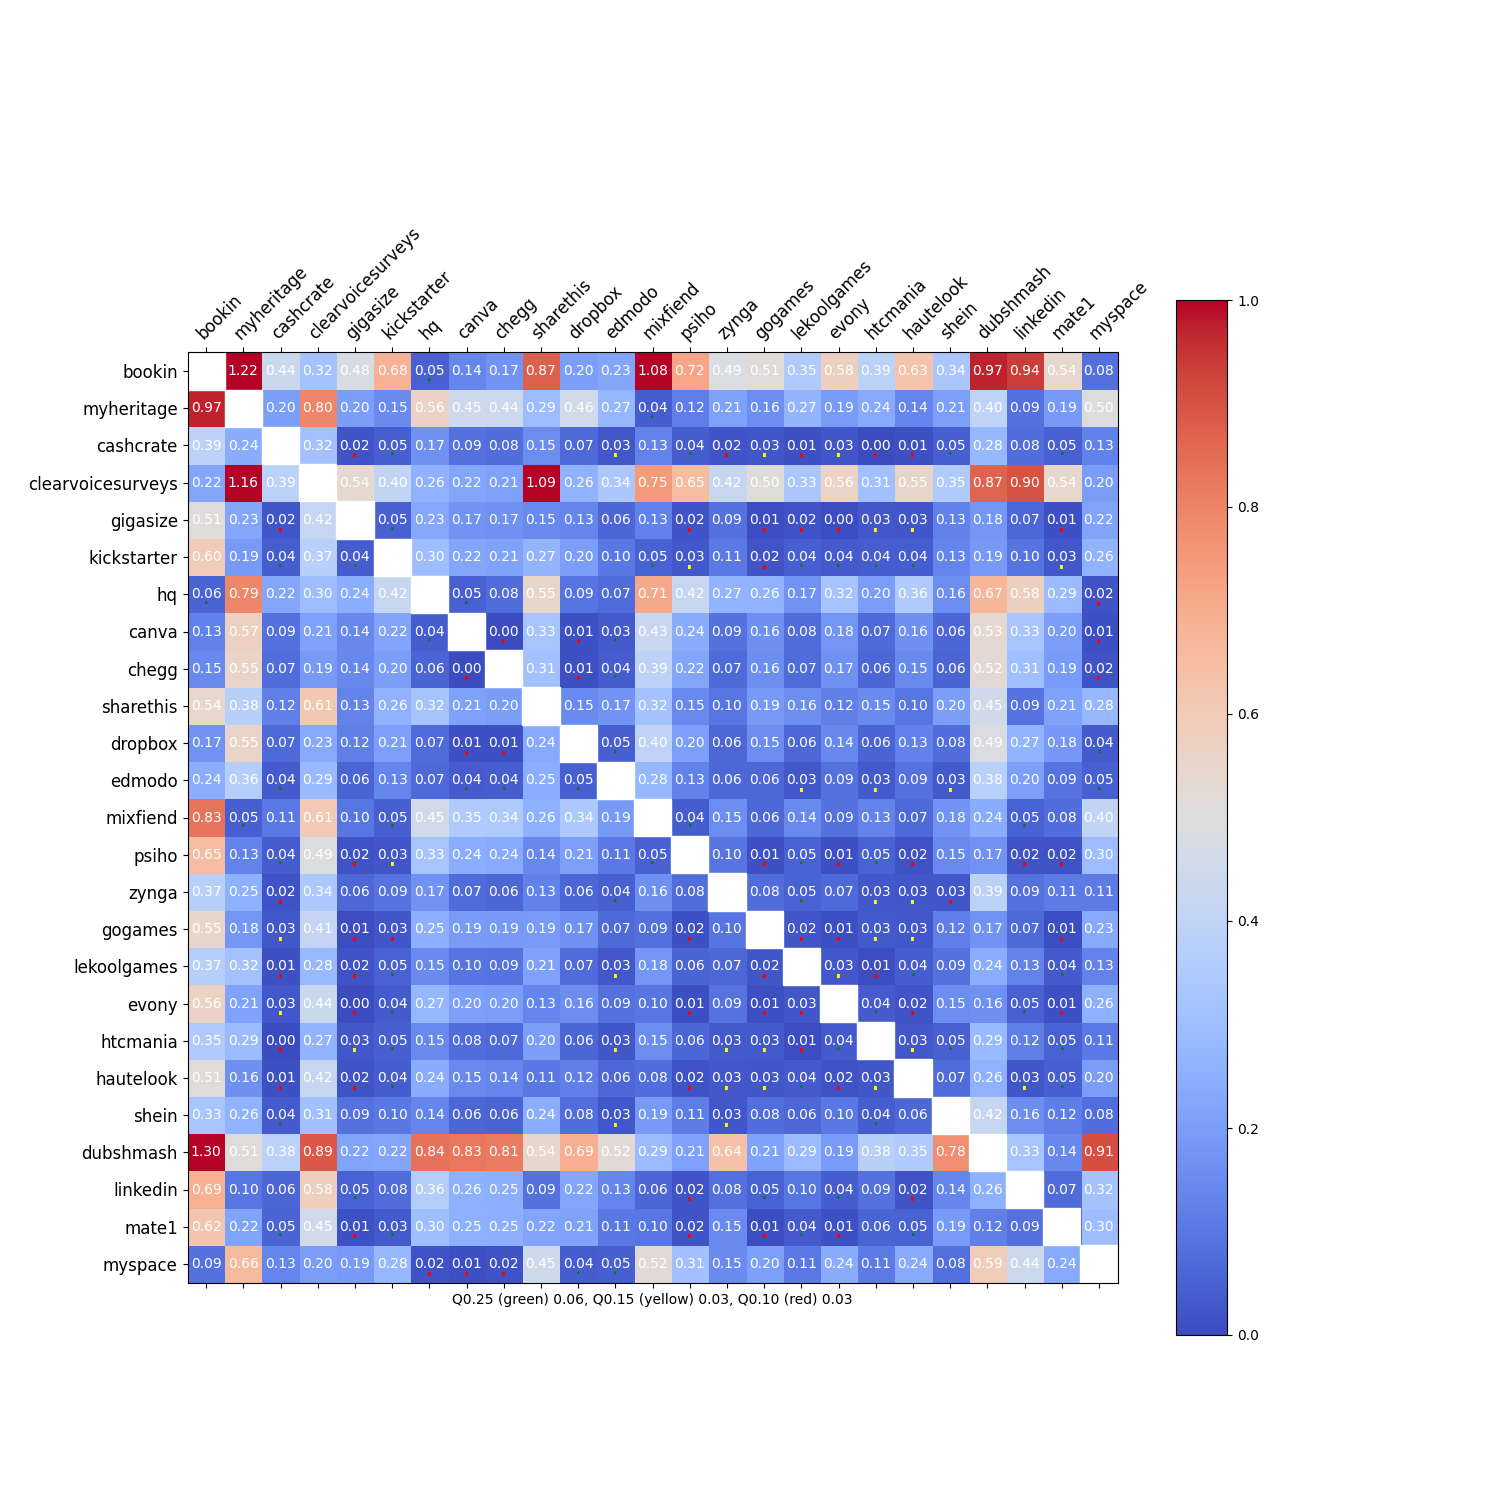 bookin myheritage cashcrate clearvoicesurveys gigasize kickstarter hq canva chegg sharethis dropbox edmodo mixfiend psiho zynga gogames lekoolgames evony htcmania hautelook shein dubshmash linkedin mate1 myspace
bookin 1.22 0.44 0.32 0.48 0.68 0.05 0.14 0.17 0.87 0.20 0.23 1.08 0.72 0.49 0.51 0.35 0.58 0.39 0.63 0.34 0.97 0.94 0.54 0.08
myheritage 0.97 0.20 0.80 0.20 0.15 0.56 0.45 0.44 0.29 0.46 0.27 0.04 0.12 0.21 0.16 0.27 0.19 0.24 0.14 0.21 0.40 0.09 0.19 0.50
cashcrate 0.39 0.24 0.32 0.02 0.05 0.17 0.09 0.08 0.15 0.07 0.03 0.13 0.04 0.02 0.03 0.01 0.03 0.00 0.01 0.05 0.28 0.08 0.05 0.13
clearvoicesurveys 0.22 1.16 0.39 0.54 0.40 0.26 0.22 0.21 1.09 0.26 0.34 0.75 0.65 0.42 0.50 0.33 0.56 0.31 0.55 0.35 0.87 0.90 0.54 0.20
gigasize 0.51 0.23 0.02 0.42 0.05 0.23 0.17 0.17 0.15 0.13 0.06 0.13 0.02 0.09 0.01 0.02 0.00 0.03 0.03 0.13 0.18 0.07 0.01 0.22
kickstarter 0.60 0.19 0.04 0.37 0.04 0.30 0.22 0.21 0.27 0.20 0.10 0.05 0.03 0.11 0.02 0.04 0.04 0.04 0.04 0.13 0.19 0.10 0.03 0.26
hq 0.06 0.79 0.22 0.30 0.24 0.42 0.05 0.08 0.55 0.09 0.07 0.71 0.42 0.27 0.26 0.17 0.32 0.20 0.36 0.16 0.67 0.58 0.29 0.02
canva 0.13 0.57 0.09 0.21 0.14 0.22 0.04 0.00 0.33 0.01 0.03 0.43 0.24 0.09 0.16 0.08 0.18 0.07 0.16 0.06 0.53 0.33 0.20 0.01
chegg 0.15 0.55 0.07 0.19 0.14 0.20 0.06 0.00 0.31 0.01 0.04 0.39 0.22 0.07 0.16 0.07 0.17 0.06 0.15 0.06 0.52 0.31 0.19 0.02
sharethis 0.54 0.38 0.12 0.61 0.13 0.26 0.32 0.21 0.20 0.15 0.17 0.32 0.15 0.10 0.19 0.16 0.12 0.15 0.10 0.20 0.45 0.09 0.21 0.28
dropbox 0.17 0.55 0.07 0.23 0.12 0.21 0.07 0.01 0.01 0.24 0.05 0.40 0.20 0.06 0.15 0.06 0.14 0.06 0.13 0.08 0.49 0.27 0.18 0.04
edmodo 0.24 0.36 0.04 0.29 0.06 0.13 0.07 0.04 0.04 0.25 0.05 0.28 0.13 0.06 0.06 0.03 0.09 0.03 0.09 0.03 0.38 0.20 0.09 0.05
mixfiend 0.83 0.05 0.11 0.61 0.10 0.05 0.45 0.35 0.34 0.26 0.34 0.19 0.04 0.15 0.06 0.14 0.09 0.13 0.07 0.18 0.24 0.05 0.08 0.40
psiho 0.65 0.13 0.04 0.49 0.02 0.03 0.33 0.24 0.24 0.14 0.21 0.11 0.05 0.10 0.01 0.05 0.01 0.05 0.02 0.15 0.17 0.02 0.02 0.30
zynga 0.37 0.25 0.02 0.34 0.06 0.09 0.17 0.07 0.06 0.13 0.06 0.04 0.16 0.08 0.08 0.05 0.07 0.03 0.03 0.03 0.39 0.09 0.11 0.11
gogames 0.55 0.18 0.03 0.41 0.01 0.03 0.25 0.19 0.19 0.19 0.17 0.07 0.09 0.02 0.10 0.02 0.01 0.03 0.03 0.12 0.17 0.07 0.01 0.23
lekoolgames 0.37 0.32 0.01 0.28 0.02 0.05 0.15 0.10 0.09 0.21 0.07 0.03 0.18 0.06 0.07 0.02 0.03 0.01 0.04 0.09 0.24 0.13 0.04 0.13
evony 0.56 0.21 0.03 0.44 0.00 0.04 0.27 0.20 0.20 0.13 0.16 0.09 0.10 0.01 0.09 0.01 0.03 0.04 0.02 0.15 0.16 0.05 0.01 0.26
htcmania 0.35 0.29 0.00 0.27 0.03 0.05 0.15 0.08 0.07 0.20 0.06 0.03 0.15 0.06 0.03 0.03 0.01 0.04 0.03 0.05 0.29 0.12 0.05 0.11
hautelook 0.51 0.16 0.01 0.42 0.02 0.04 0.24 0.15 0.14 0.11 0.12 0.06 0.08 0.02 0.03 0.03 0.04 0.02 0.03 0.07 0.26 0.03 0.05 0.20
shein 0.33 0.26 0.04 0.31 0.09 0.10 0.14 0.06 0.06 0.24 0.08 0.03 0.19 0.11 0.03 0.08 0.06 0.10 0.04 0.06 0.42 0.16 0.12 0.08
dubshmash 1.30 0.51 0.38 0.89 0.22 0.22 0.84 0.83 0.81 0.54 0.69 0.52 0.29 0.21 0.64 0.21 0.29 0.19 0.38 0.35 0.78 0.33 0.14 0.91
linkedin 0.69 0.10 0.06 0.58 0.05 0.08 0.36 0.26 0.25 0.09 0.22 0.13 0.06 0.02 0.08 0.05 0.10 0.04 0.09 0.02 0.14 0.26 0.07 0.32
mate1 0.62 0.22 0.05 0.45 0.01 0.03 0.30 0.25 0.25 0.22 0.21 0.11 0.10 0.02 0.15 0.01 0.04 0.01 0.06 0.05 0.19 0.12 0.09 0.30
myspace 0.09 0.66 0.13 0.20 0.19 0.28 0.02 0.01 0.02 0.45 0.04 0.05 0.52 0.31 0.15 0.20 0.11 0.24 0.11 0.24 0.08 0.59 0.44 0.24
Q0.25 (green) 0.06, Q0.15 (yellow) 0.03, Q0.10 (red) 0.03
1.0
0.8
0.6
0.4
0.2
0.0